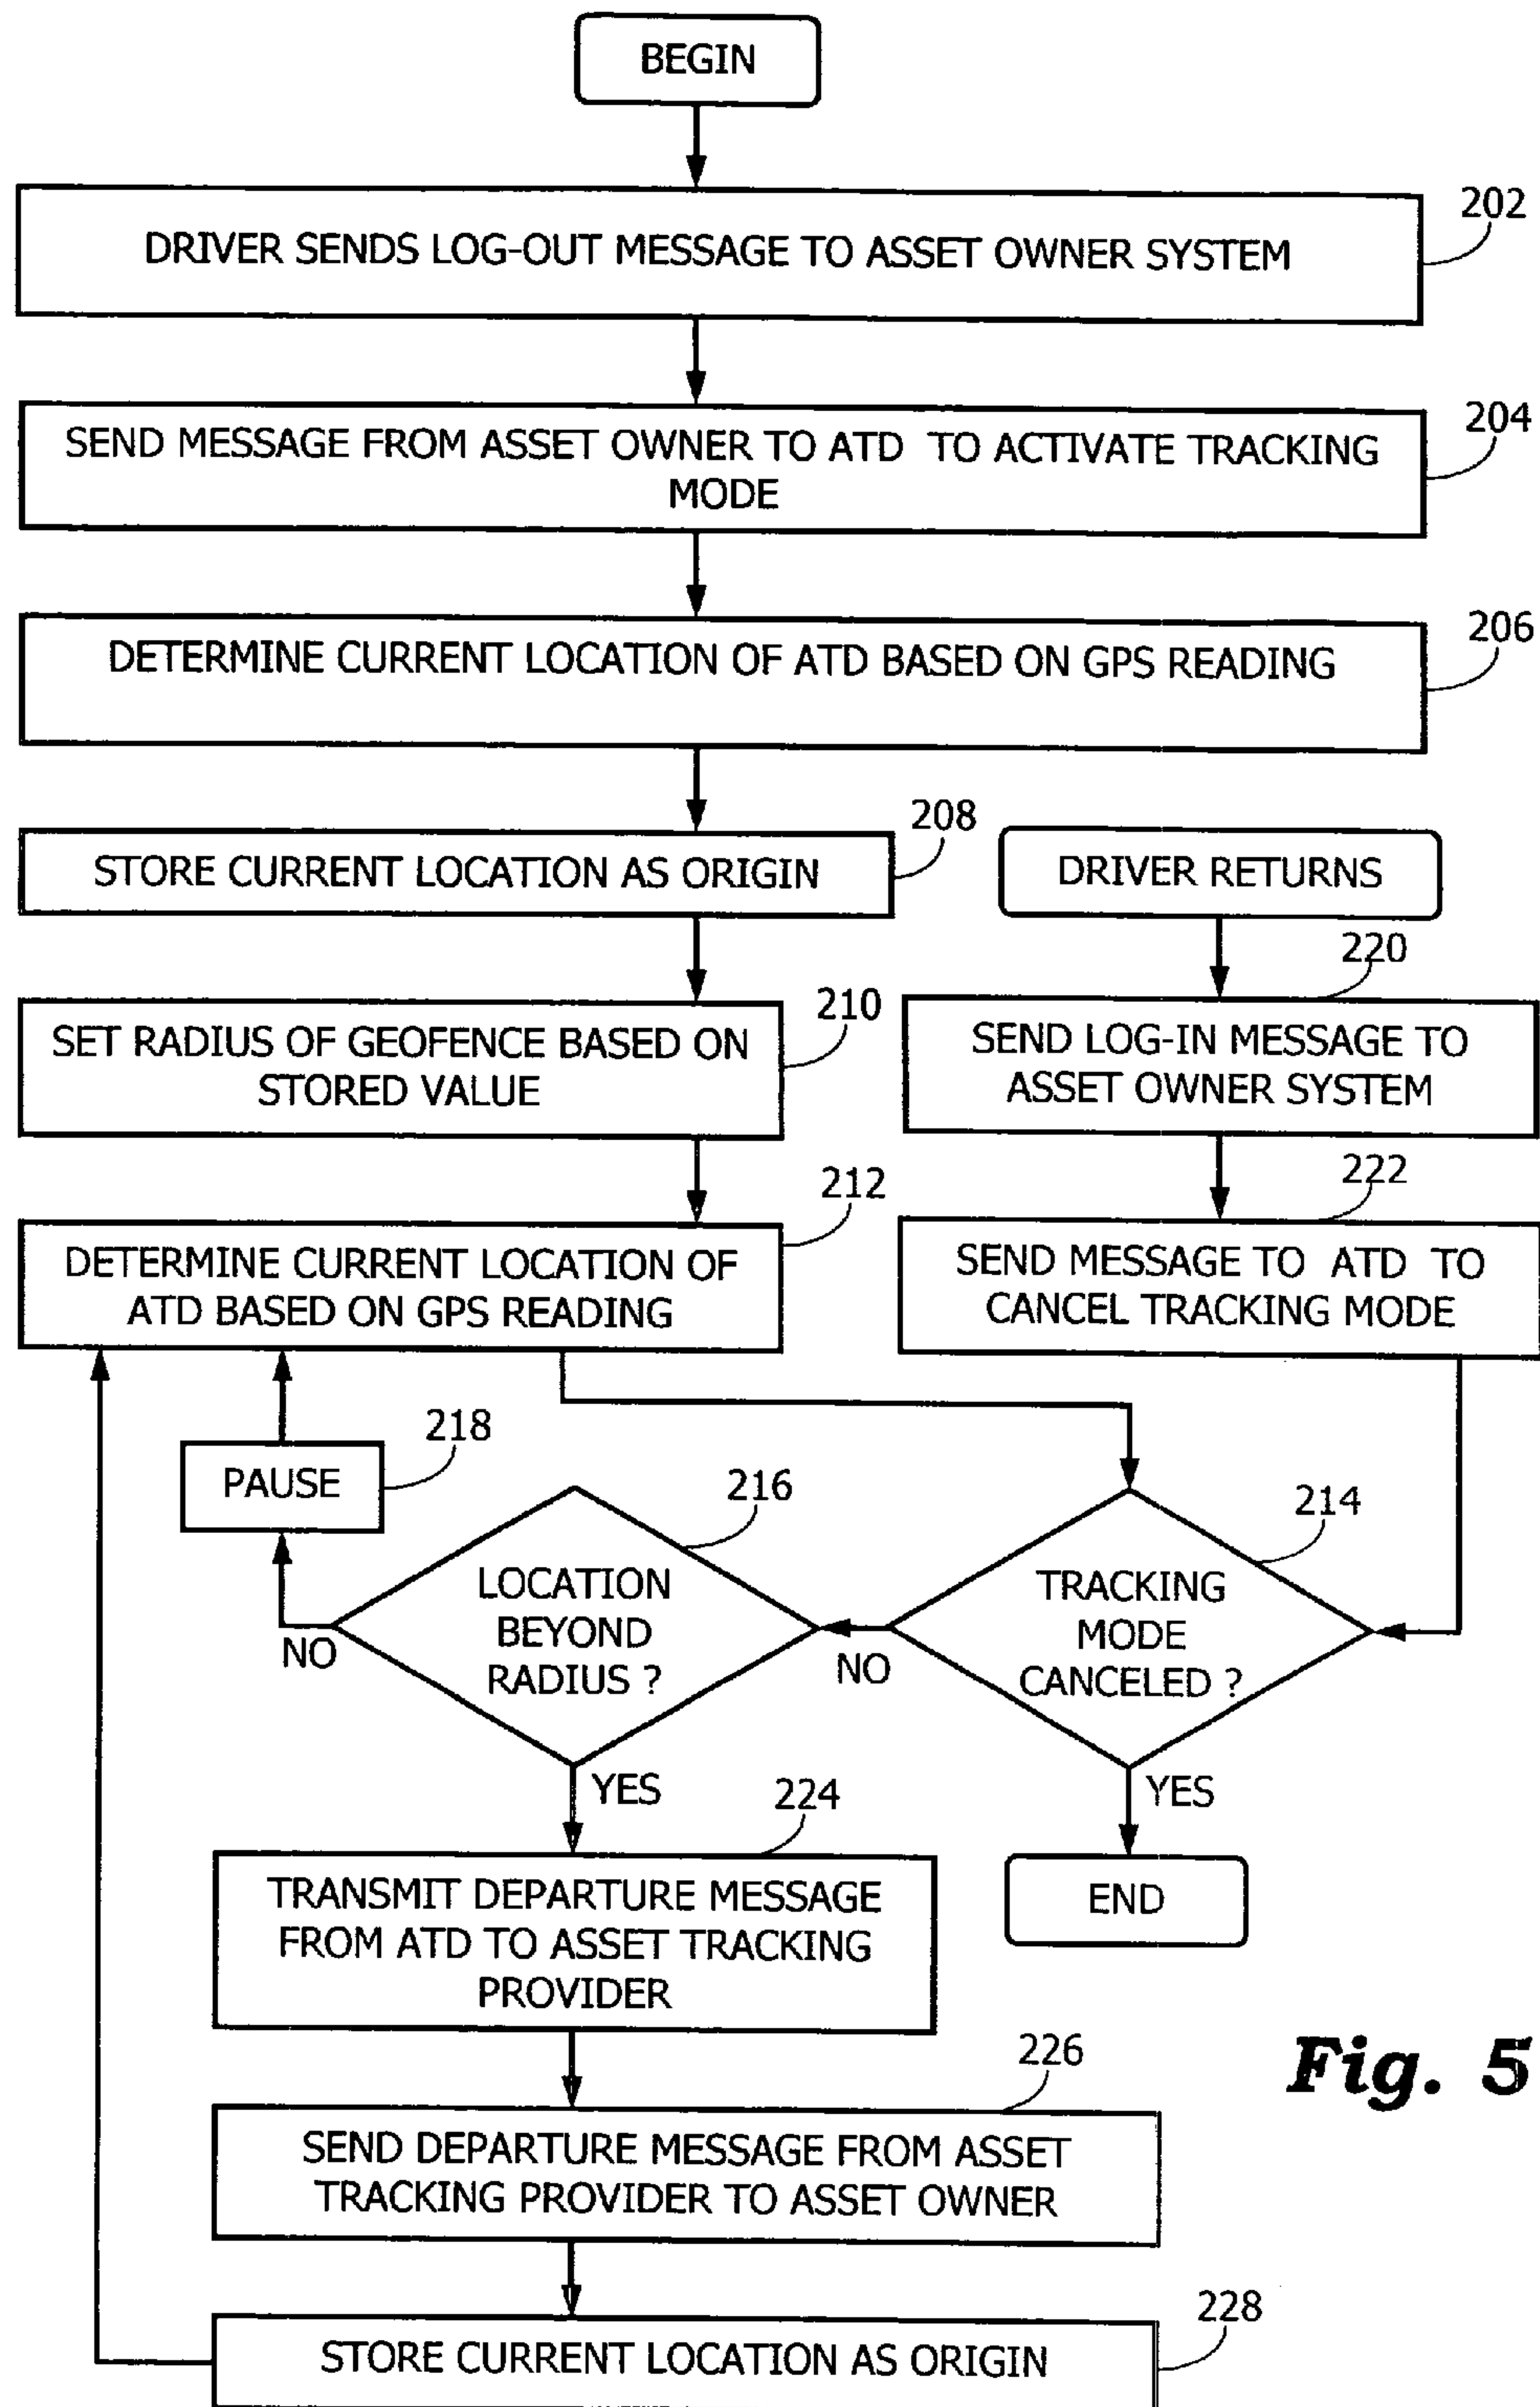 BEGIN
202
DRIVER SENDS LOG-OUT MESSAGE TO ASSET OWNER SYSTEM
204
SEND MESSAGE FROM ASSET OWNER TO ATD TO ACTIVATE TRACKING
MODE
206
DETERMINE CURRENT LOCATION OF ATD BASED ON GPS READING
208
STORE CURRENT LOCATION AS ORIGIN
DRIVER RETURNS
220
210
SET RADIUS OF GEOFENCE BASED ON
STORED VALUE
SEND LOG-IN MESSAGE TO
ASSET OWNER SYSTEM
222
212
DETERMINE CURRENT LOCATION OF
ATD BASED ON GPS READING
SEND MESSAGE TO ATD TO
CANCEL TRACKING MODE
218
PAUSE
216
214
LOCATION
BEYOND
RADIUS ?
TRACKING
MODE
CANCELED ?
NO
NO
YES
YES
224
TRANSMIT DEPARTURE MESSAGE
FROM ATD TO ASSET TRACKING
PROVIDER
END
226
Fig. 5
SEND DEPARTURE MESSAGE FROM ASSET
TRACKING PROVIDER TO ASSET OWNER
228
STORE CURRENT LOCATION AS ORIGIN